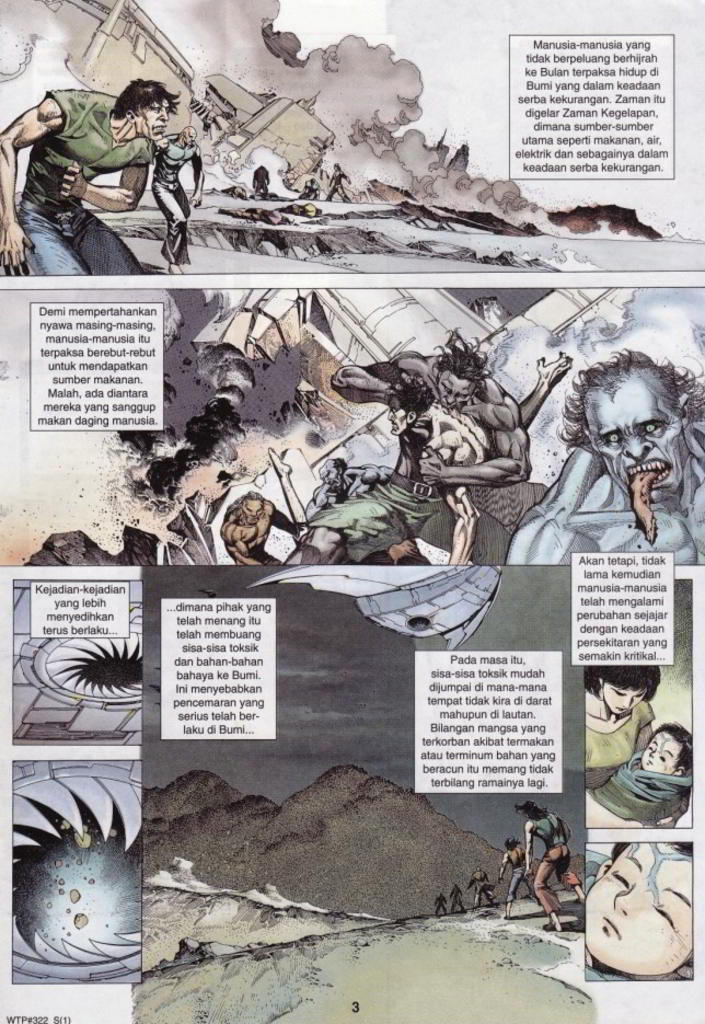 Manusia-manusia yang
tidak berpeluang berhijrah
ke Bulan terpaksa hidup di
Bumi yang dalam keadaan
serba kekurangan. Zaman itu
digelar Zaman Kegelapan,
dimana sumber-sumber
utama seperti makanan, air,
elektrik dan sebagainya dalam
keadaan serba kekurangan.
Demi mempertahankan
nyawa masing-masing,
manusia-manusia itu
terpaksa berebut-rebut
untuk mendapatkan
sumber makanan.
Malah, ada diantara
mereka yang sanggup
makan daging manusia.
Kejadian-kejadian
yang lebih
menyedihkan
terus berlaku...
...dimana pihak yang
telah menang itu
telah membuang
sisa-sisa toksik
dan bahan-bahan
bahaya ke Bumi.
Ini menyebabkan
pencemaran yang
serius telah ber-
laku di Bumi...
Pada masa itu,
sisa-sisa toksik mudah
dijumpai di mana-mana
tempat tidak kira di darat
mahupun di lautan.
Bilangan mangsa yang
terkorban akibat termakan
atau terminum bahan yang
beracun itu memang tidak
terbilang ramainya lagi.
Akan tetapi, tidak
lama kemudian
manusia-manusia
telah mengalami
perubahan sejajar
dengan keadaan
persekitaran yang
semakin kritikal...
3
WTP#322 S(1)